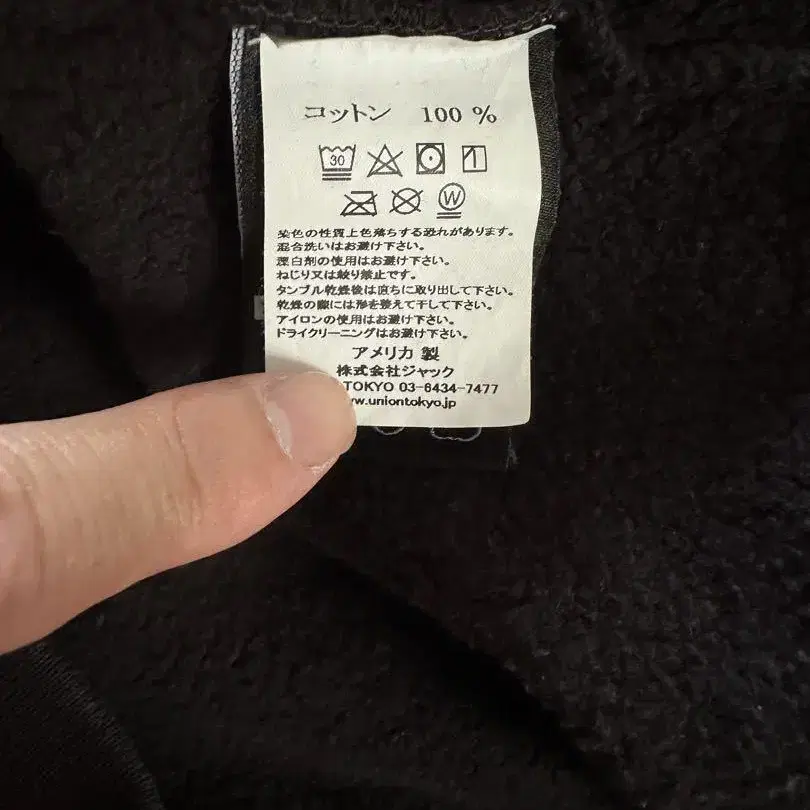 コットン 100 %
30
W
染色の性質上色落ちする恐れがあります。
混合洗いはお避け下さい。
漂白剤の使用はお避け下さい。
ねじり又は絞り禁止です。
タンブル乾燥後は直ちに取り出して下さい。
乾燥の際には形を整えて干して下さい。
アイロンの使用はお避け下さい。
ドライクリーニングはお避け下さい。
アメリカ 製
株式会社ジャック
TOKYO 03-6434-7477
www.uniontokyo.jp